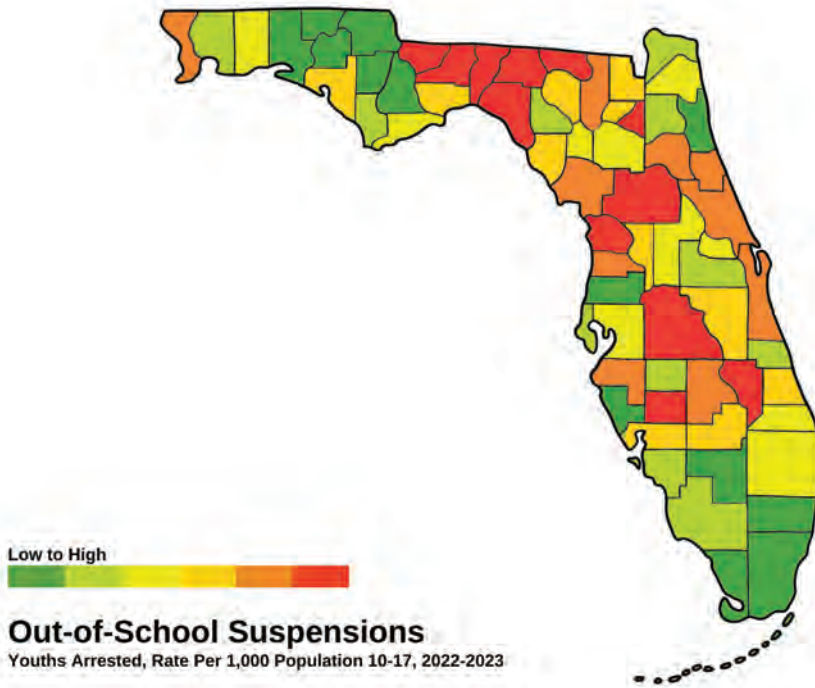 Low to High
Out-of-School Suspensions
Youths Arrested, Rate Per 1,000 Population 10-17, 2022-2023